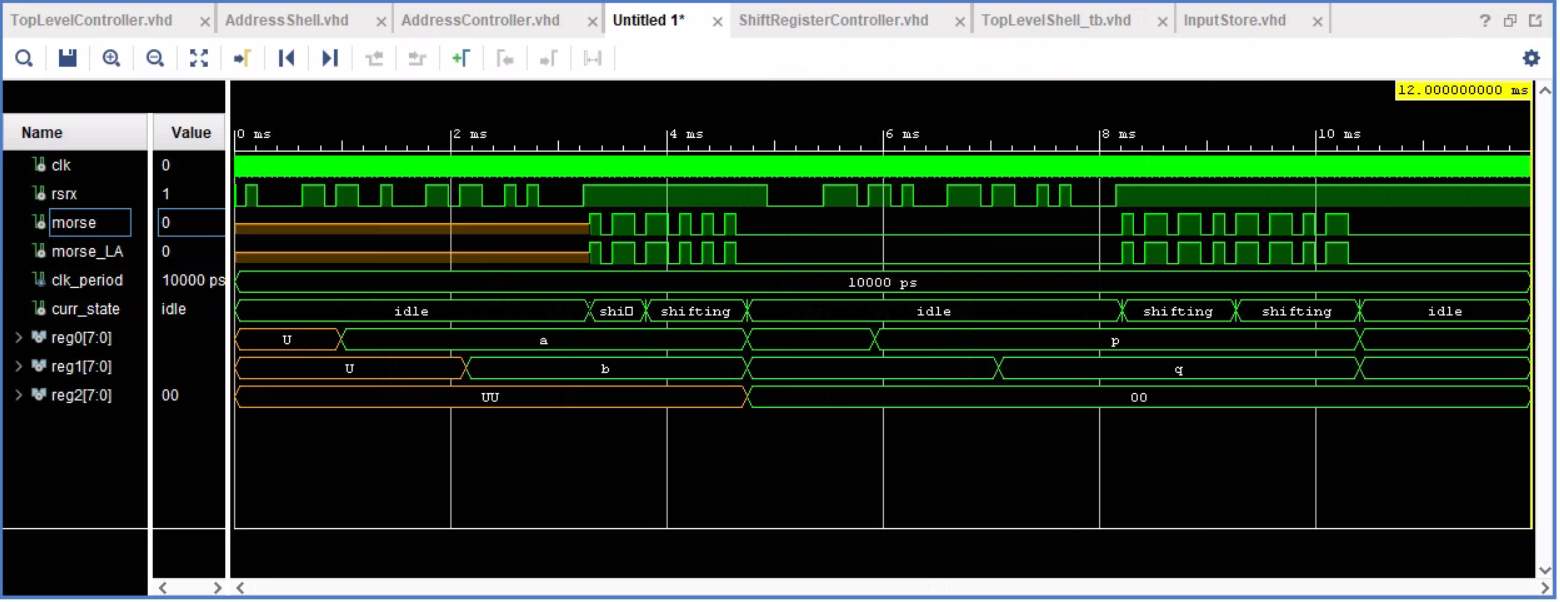 TopLevelController.vhd × AddressShell.vhd × AddressController.vhd × Untitled 1* × ShiftRegisterController.vhd × TopLevelShell_tb.vhd × InputStore.vhd × ?
12.000000000 ms
Name Value 0 ms 2 ms 4 ms 6 ms 8 ms 10 ms
clk 0
rsrx 1
morse 0
morse_LA 0
clk_period 10000 ps 10000 ps
curr_state idle idle shi shifting idle shifting shifting idle
reg0[7:0] U a p
reg1[7:0] U b q
reg2[7:0] 00 UU 00